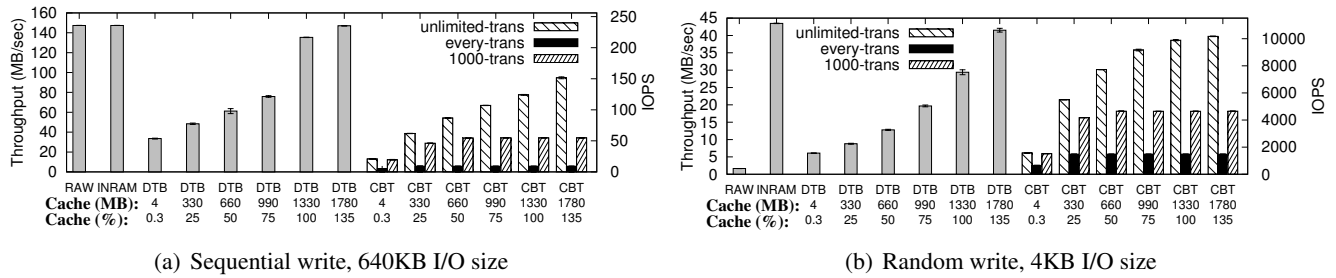 160
140
120
100
80
60
40
20
0
Throughput (MB/sec)
unlimited-trans
every-trans
1000-trans
250
200
150
100
50
0
IOPS
RAW INRAM DTB DTB DTB DTB DTB DTB CBT CBT CBT CBT CBT CBT
Cache (MB): 4 330 660 990 1330 1780 4 330 660 990 1330 1780
Cache (%): 0.3 25 50 75 100 135 0.3 25 50 75 100 135
(a) Sequential write, 640KB I/O size
45
40
35
30
25
20
15
10
5
0
Throughput (MB/sec)
unlimited-trans
every-trans
1000-trans
10000
8000
6000
4000
2000
0
IOPS
RAW INRAM DTB DTB DTB DTB DTB DTB CBT CBT CBT CBT CBT CBT
Cache (MB): 4 330 660 990 1330 1780 4 330 660 990 1330 1780
Cache (%): 0.3 25 50 75 100 135 0.3 25 50 75 100 135
(b) Random write, 4KB I/O size